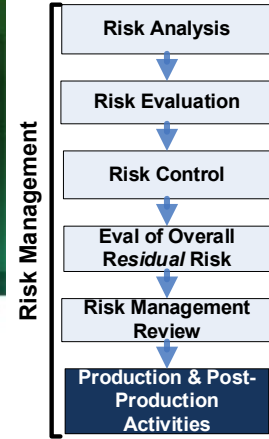 Risk Management
Risk Analysis
Risk Evaluation
Risk Control
Eval of Overall
Residual Risk
Risk Management
Review
Production & Post-
Production
Activities